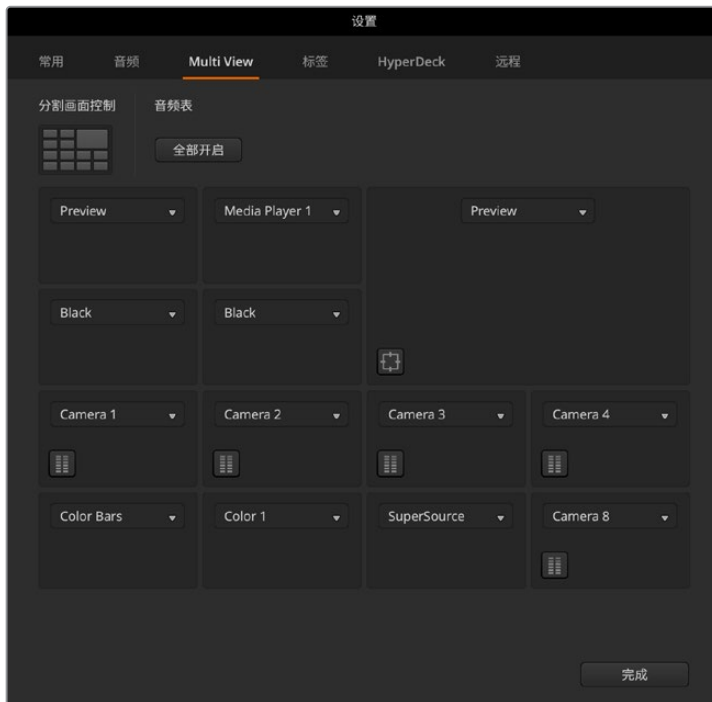 设置
常用 音频 Multi View 标签 HyperDeck 远程
分割画面控制 音频表
全部开启
Preview Media Player 1 Preview
Black Black
Camera 1 Camera 2 Camera 3 Camera 4
Color Bars Color 1 SuperSource Camera 8
完成